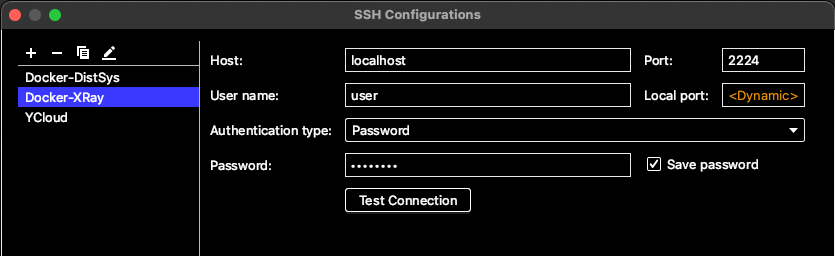 SSH Configurations
Docker-DistSys
Docker-XRay
YCloud
Host: localhost Port: 2224
User name: user Local port: <Dynamic>
Authentication type: Password
Password: •••••••• Save password
Test Connection